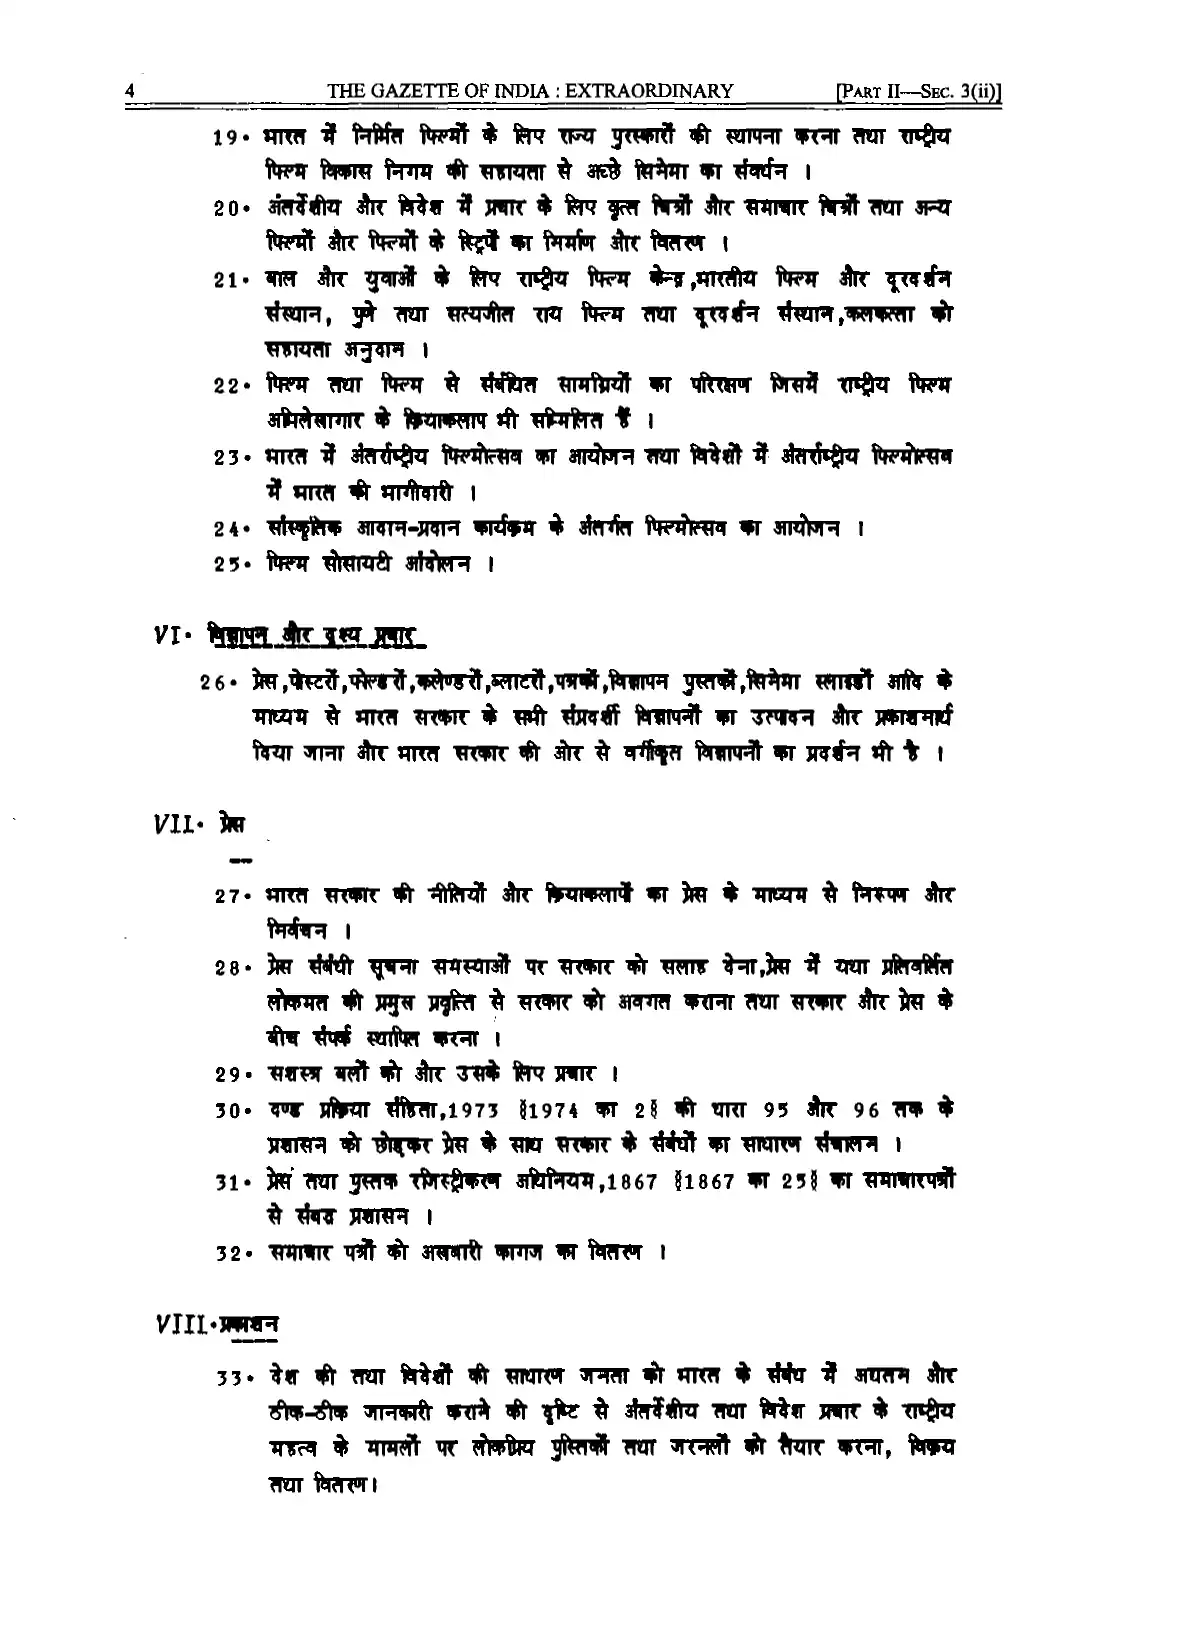 4 THE GAZETTE OF INDIA : EXTRAORDINARY [PART II—SEC. 3(ii)]
19. भारत में निर्मित फिल्मों के लिए राज्य पुरस्कारों की स्थापना करना तथा राष्ट्रीय
फिल्म विकास निगम की सहायता से अच्छे सिनेमा का संवर्धन ।
20. अंतर्देशीय और विदेश में प्रचार के लिए वृत्त चित्रों और समाचार चित्रों तथा अन्य
फिल्मों और फिल्मों के स्ट्रिपों का निर्माण और वितरण ।
21. बाल और युवाओं के लिए राष्ट्रीय फिल्म केन्द्र,भारतीय फिल्म और दूरदर्शन
संस्थान, पुणे तथा सत्यजीत राय फिल्म तथा दूरदर्शन संस्थान,कलकत्ता को
सहायता अनुदान ।
22. फिल्म तथा फिल्म से संबंधित सामग्रियों का परिरक्षण जिसमें राष्ट्रीय फिल्म
अभिलेखागार के क्रियाकलाप भी सम्मिलित हैं ।
23. भारत में अंतर्राष्ट्रीय फिल्मोत्सव का आयोजन तथा विदेशों में अंतर्राष्ट्रीय फिल्मोत्सव
में भारत की भागीदारी ।
24. सांस्कृतिक आदान-प्रदान कार्यक्रम के अंतर्गत फिल्मोत्सव का आयोजन ।
25. फिल्म सोसायटी आंदोलन ।
VI. विज्ञापन और दृश्य प्रचार
26. प्रेस,पोस्टरों,फोल्डरों,कलेण्डरों,ब्लाटरों,पत्रकों,विज्ञापन पुस्तकों,सिनेमा स्लाइडों आदि के
माध्यम से भारत सरकार के सभी संप्रदर्शी विज्ञापनों का उत्पादन और प्रकाशनार्थ
दिया जाना और भारत सरकार की ओर से वर्गीकृत विज्ञापनों का प्रदर्शन भी है ।
VII. प्रेस
27. भारत सरकार की नीतियों और क्रियाकलापों का प्रेस के माध्यम से निरूपण और
निर्वचन ।
28. प्रेस संबंधी सूचना समस्याओं पर सरकार को सलाह देना,प्रेस में यथा प्रतिवर्तित
लोकमत की प्रमुख प्रवृत्ति से सरकार को अवगत कराना तथा सरकार और प्रेस के
बीच संपर्क स्थापित करना ।
29. सशस्त्र बलों को और उसके लिए प्रचार ।
30. दण्ड प्रक्रिया संहिता,1973 §1974 का 2§ की धारा 95 और 96 तक के
प्रशासन को छोड़कर प्रेस के साथ सरकार के संबंधों का साधारण संचालन ।
31. प्रेस तथा पुस्तक रजिस्ट्रीकरण अधिनियम,1867 §1867 का 25§ का समाचारपत्रों
से संबद्ध प्रशासन ।
32. समाचार पत्रों को अखबारी कागज का वितरण ।
VIII.प्रकाशन
33. देश की तथा विदेशों की साधारण जनता को भारत के संबंध में अद्यतम और
ठीक-ठीक जानकारी कराने की दृष्टि से अंतर्देशीय तथा विदेश प्रचार के राष्ट्रीय
महत्व के मामलों पर लोकप्रिय पुस्तिकों तथा जरनलों को तैयार करना, विक्रय
तथा वितरण।